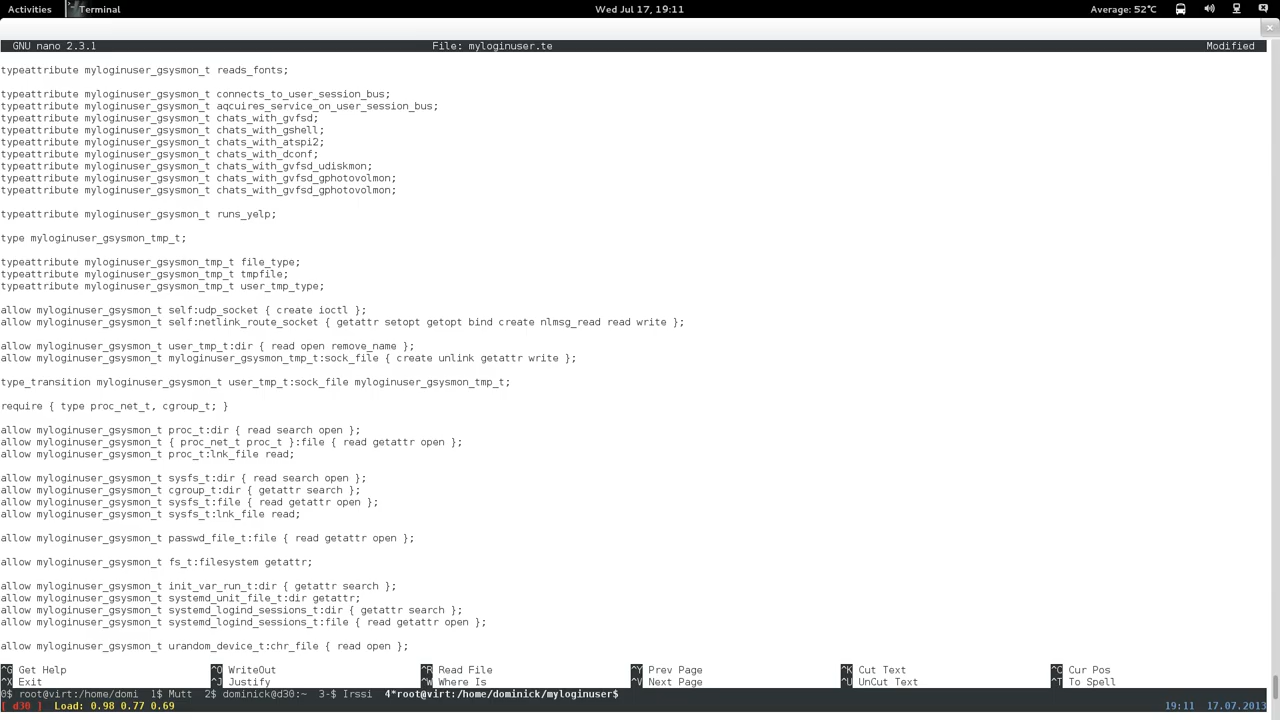 Activities Terminal Wed Jul 17, 19:11 Average: 52°C
GNU nano 2.3.1 File: myloginuser.te Modified
typeattribute myloginuser_gsysmon_t reads_fonts;
typeattribute myloginuser_gsysmon_t connects_to_user_session_bus;
typeattribute myloginuser_gsysmon_t aqcuires_service_on_user_session_bus;
typeattribute myloginuser_gsysmon_t chats_with_gvfsd;
typeattribute myloginuser_gsysmon_t chats_with_gshell;
typeattribute myloginuser_gsysmon_t chats_with_atspi2;
typeattribute myloginuser_gsysmon_t chats_with_dconf;
typeattribute myloginuser_gsysmon_t chats_with_gvfsd_udiskmon;
typeattribute myloginuser_gsysmon_t chats_with_gvfsd_gphotovolmon;
typeattribute myloginuser_gsysmon_t chats_with_gvfsd_gphotovolmon;
typeattribute myloginuser_gsysmon_t runs_yelp;
type myloginuser_gsysmon_tmp_t;
typeattribute myloginuser_gsysmon_tmp_t file_type;
typeattribute myloginuser_gsysmon_tmp_t tmpfile;
typeattribute myloginuser_gsysmon_tmp_t user_tmp_type;
allow myloginuser_gsysmon_t self:udp_socket { create ioctl };
allow myloginuser_gsysmon_t self:netlink_route_socket { getattr setopt getopt bind create nlmsg_read read write };
allow myloginuser_gsysmon_t user_tmp_t:dir { read open remove_name };
allow myloginuser_gsysmon_t myloginuser_gsysmon_tmp_t:sock_file { create unlink getattr write };
type_transition myloginuser_gsysmon_t user_tmp_t:sock_file myloginuser_gsysmon_tmp_t;
require { type proc_net_t, cgroup_t; }
allow myloginuser_gsysmon_t proc_t:dir { read search open };
allow myloginuser_gsysmon_t { proc_net_t proc_t }:file { read getattr open };
allow myloginuser_gsysmon_t proc_t:lnk_file read;
allow myloginuser_gsysmon_t sysfs_t:dir { read search open };
allow myloginuser_gsysmon_t cgroup_t:dir { getattr search };
allow myloginuser_gsysmon_t sysfs_t:file { read getattr open };
allow myloginuser_gsysmon_t sysfs_t:lnk_file read;
allow myloginuser_gsysmon_t passwd_file_t:file { read getattr open };
allow myloginuser_gsysmon_t fs_t:filesystem getattr;
allow myloginuser_gsysmon_t init_var_run_t:dir { getattr search };
allow myloginuser_gsysmon_t systemd_unit_file_t:dir getattr;
allow myloginuser_gsysmon_t systemd_logind_sessions_t:dir { getattr search };
allow myloginuser_gsysmon_t systemd_logind_sessions_t:file { read getattr open };
allow myloginuser_gsysmon_t urandom_device_t:chr_file { read open };
^G Get Help ^O WriteOut ^R Read File ^Y Prev Page ^K Cut Text ^C Cur Pos
^X Exit ^J Justify ^W Where Is ^V Next Page ^U UnCut Text ^T To Spell
0$ root@virt:/home/domi 1$ Mutt 2$ dominick@d30:~ 3-$ Irssi 4*root@virt:/home/dominick/myloginuser$
[ d30 ] Load: 0.98 0.77 0.69 19:11 17.07.2013